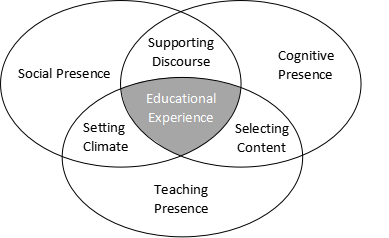 Supporting
Discourse
Social Presence
Cognitive
Presence
Educational
Experience
Setting
Climate
Selecting
Content
Teaching
Presence